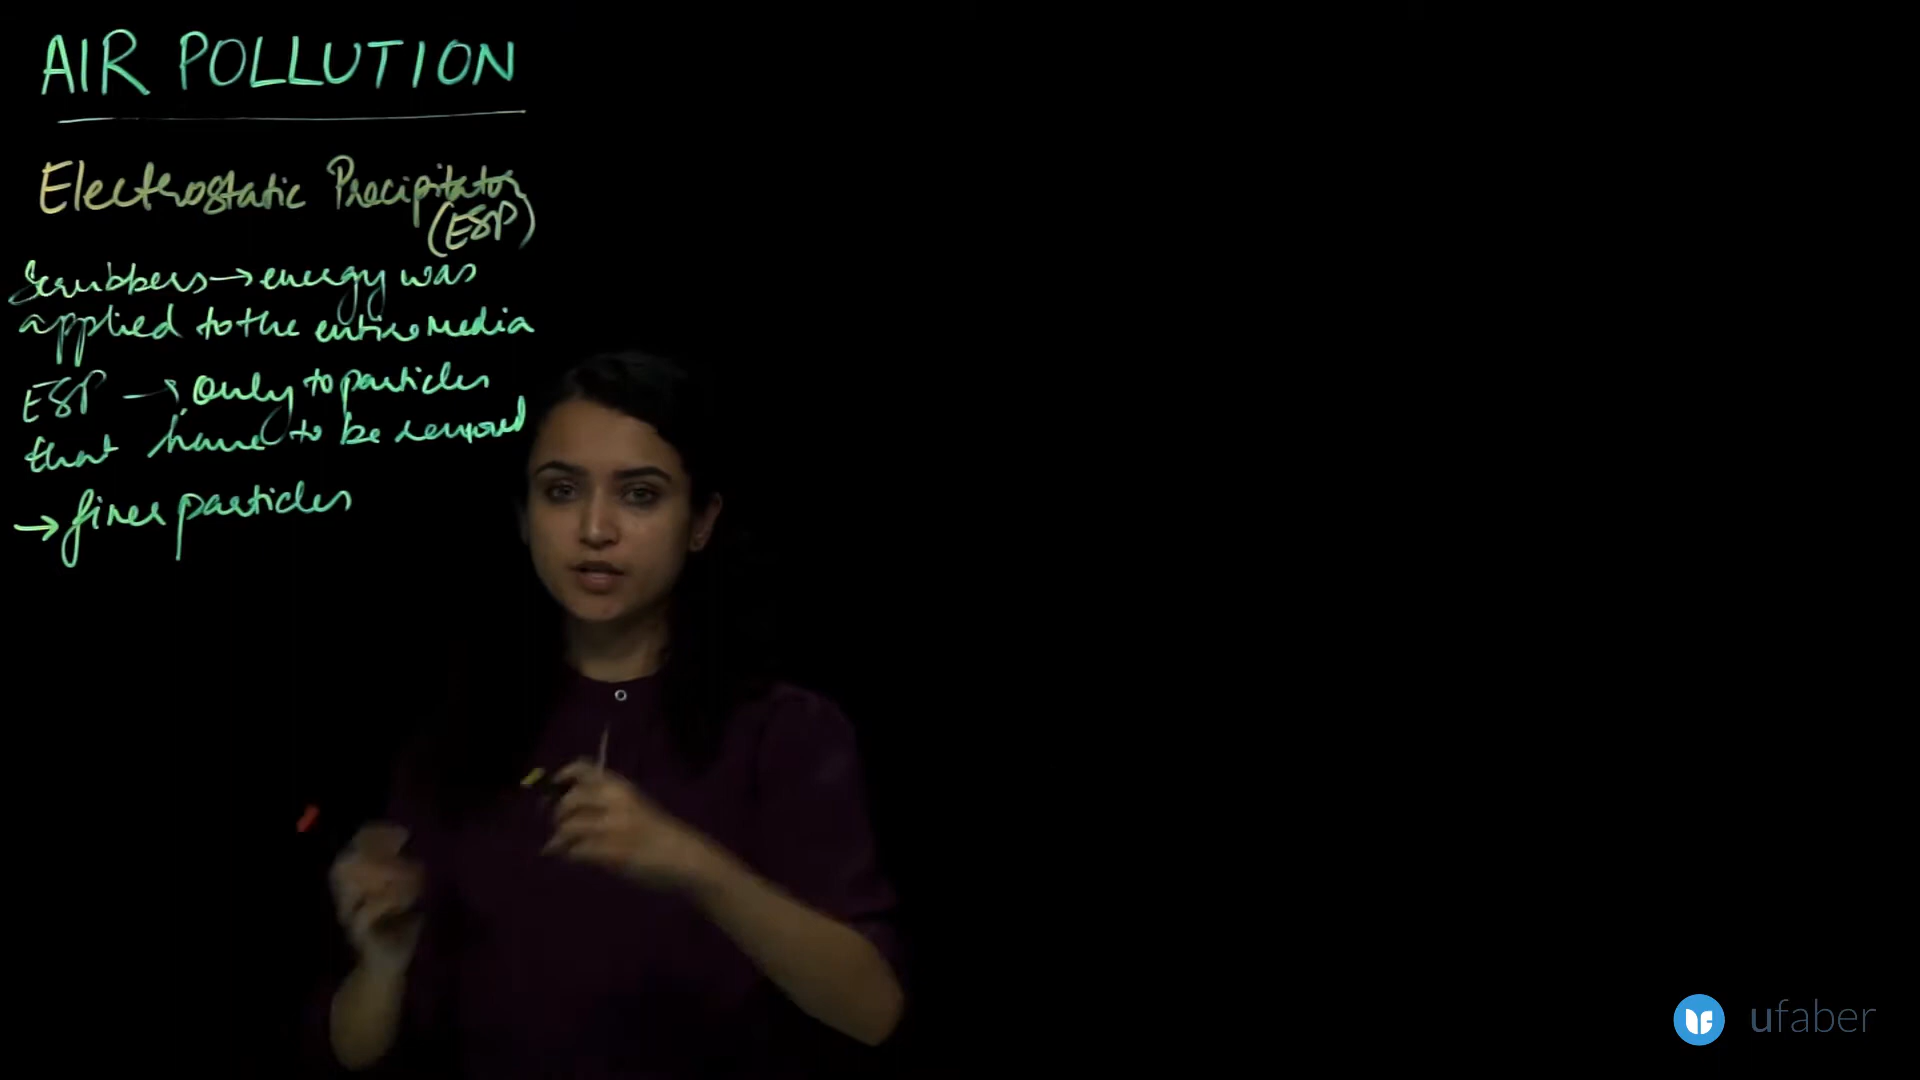 AIR POLLUTION
Electrostatic Precipitator
(ESP)
Scrubbers → energy was
applied to the entire media
ESP → Only to particles
that have to be removed
→ finer particles
ufaber